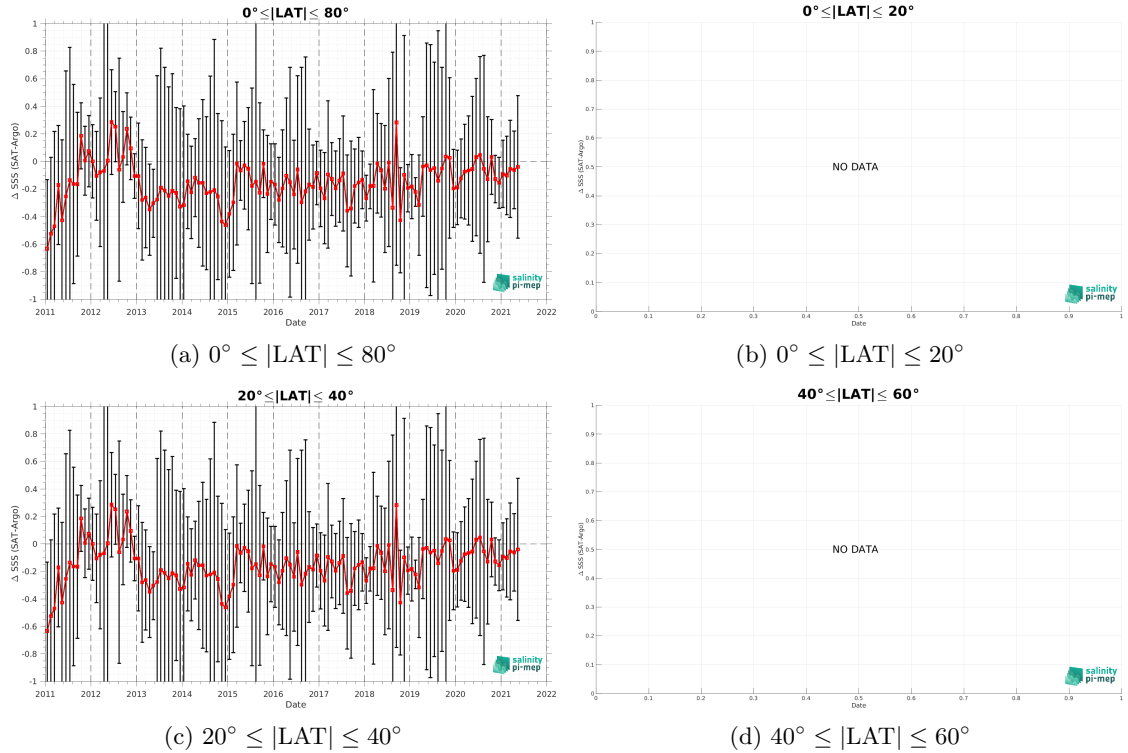 0°≤|LAT|≤ 80°
Δ SSS (SAT-Argo)
1
0.8
0.6
0.4
0.2
0
-0.2
-0.4
-0.6
-0.8
-1
2011 2012 2013 2014 2015 2016 2017 2018 2019 2020 2021 2022
Date
salinity
pi-mep
(a) 0° ≤ |LAT| ≤ 80°
0°≤|LAT|≤ 20°
Δ SSS (SAT-Argo)
1
0.9
0.8
0.7
0.6
0.5
0.4
0.3
0.2
0.1
0
NO DATA
0 0.1 0.2 0.3 0.4 0.5 0.6 0.7 0.8 0.9 1
Date
salinity
pi-mep
(b) 0° ≤ |LAT| ≤ 20°
20°≤|LAT|≤ 40°
Δ SSS (SAT-Argo)
1
0.8
0.6
0.4
0.2
0
-0.2
-0.4
-0.6
-0.8
-1
2011 2012 2013 2014 2015 2016 2017 2018 2019 2020 2021 2022
Date
salinity
pi-mep
(c) 20° ≤ |LAT| ≤ 40°
40°≤|LAT|≤ 60°
Δ SSS (SAT-Argo)
1
0.9
0.8
0.7
0.6
0.5
0.4
0.3
0.2
0.1
0
NO DATA
0 0.1 0.2 0.3 0.4 0.5 0.6 0.7 0.8 0.9 1
Date
salinity
pi-mep
(d) 40° ≤ |LAT| ≤ 60°